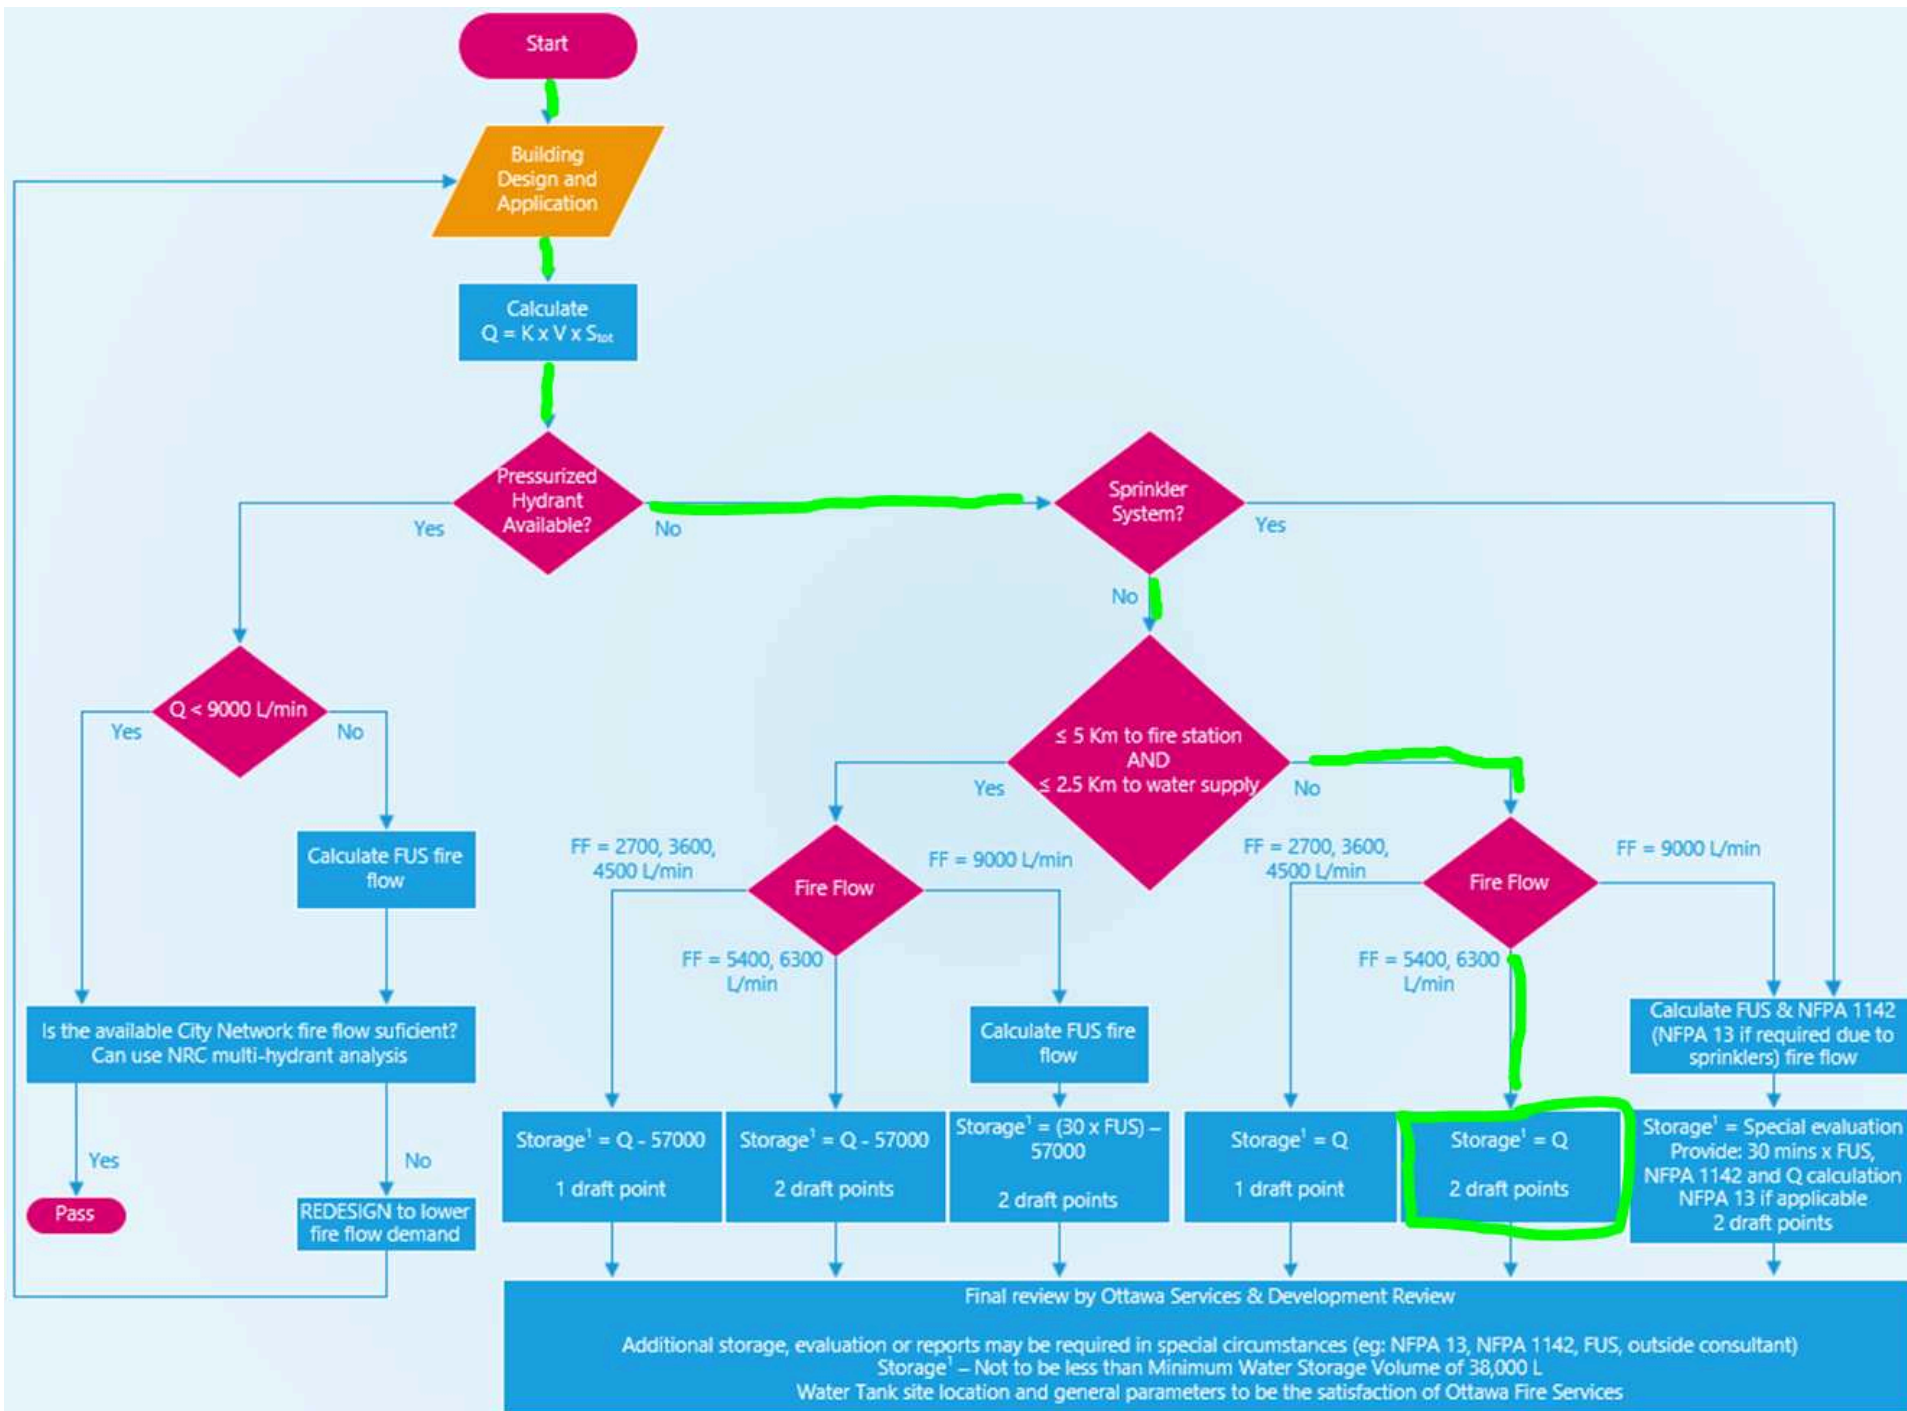 Start
Building
Design and
Application
Calculate
Q = K x V x Stot
Pressurized
Hydrant
Available?
Yes
No
Sprinkler
System?
Yes
No
Q < 9000 L/min
Yes
No
≤ 5 Km to fire station
AND
≤ 2.5 Km to water supply
Yes
No
Calculate FUS fire
flow
FF = 2700, 3600,
4500 L/min
Fire Flow
FF = 9000 L/min
FF = 5400, 6300
L/min
FF = 2700, 3600,
4500 L/min
Fire Flow
FF = 9000 L/min
FF = 5400, 6300
L/min
Is the available City Network fire flow suficient?
Can use NRC multi-hydrant analysis
Calculate FUS fire
flow
Calculate FUS & NFPA 1142
(NFPA 13 if required due to
sprinklers) fire flow
Yes
No
Pass
REDESIGN to lower
fire flow demand
Storage¹ = Q - 57000
1 draft point
Storage¹ = Q - 57000
2 draft points
Storage¹ = (30 x FUS) –
57000
2 draft points
Storage¹ = Q
1 draft point
Storage¹ = Q
2 draft points
Storage¹ = Special evaluation
Provide: 30 mins x FUS,
NFPA 1142 and Q calculation
NFPA 13 if applicable
2 draft points
Final review by Ottawa Services & Development Review
Additional storage, evaluation or reports may be required in special circumstances (eg: NFPA 13, NFPA 1142, FUS, outside consultant)
Storage¹ – Not to be less than Minimum Water Storage Volume of 38,000 L
Water Tank site location and general parameters to be the satisfaction of Ottawa Fire Services